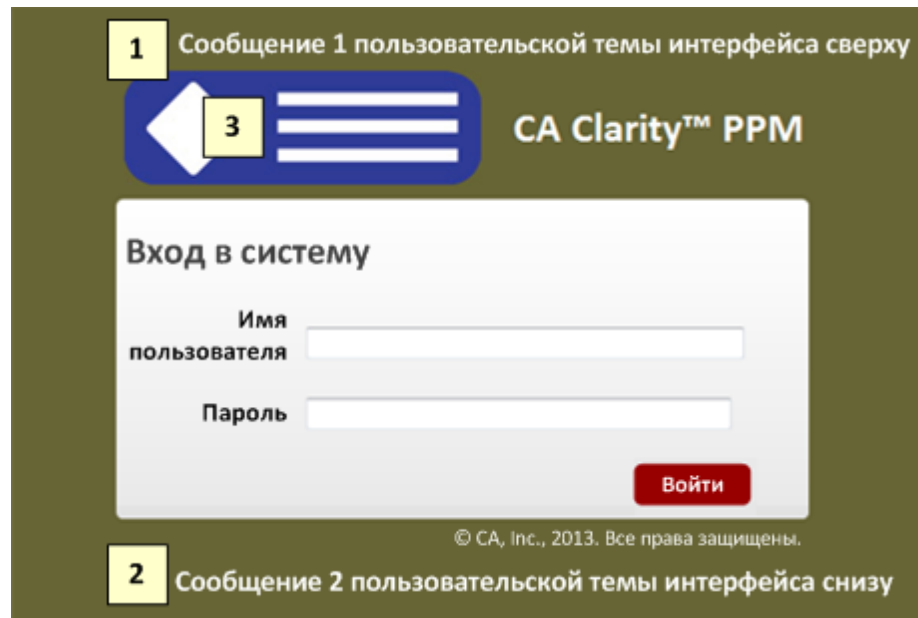 1 Сообщение 1 пользовательской темы интерфейса сверху
3 CA Clarity™ PPM
Вход в систему
Имя
пользователя
Пароль
Войти
© CA, Inc., 2013. Все права защищены.
2 Сообщение 2 пользовательской темы интерфейса снизу